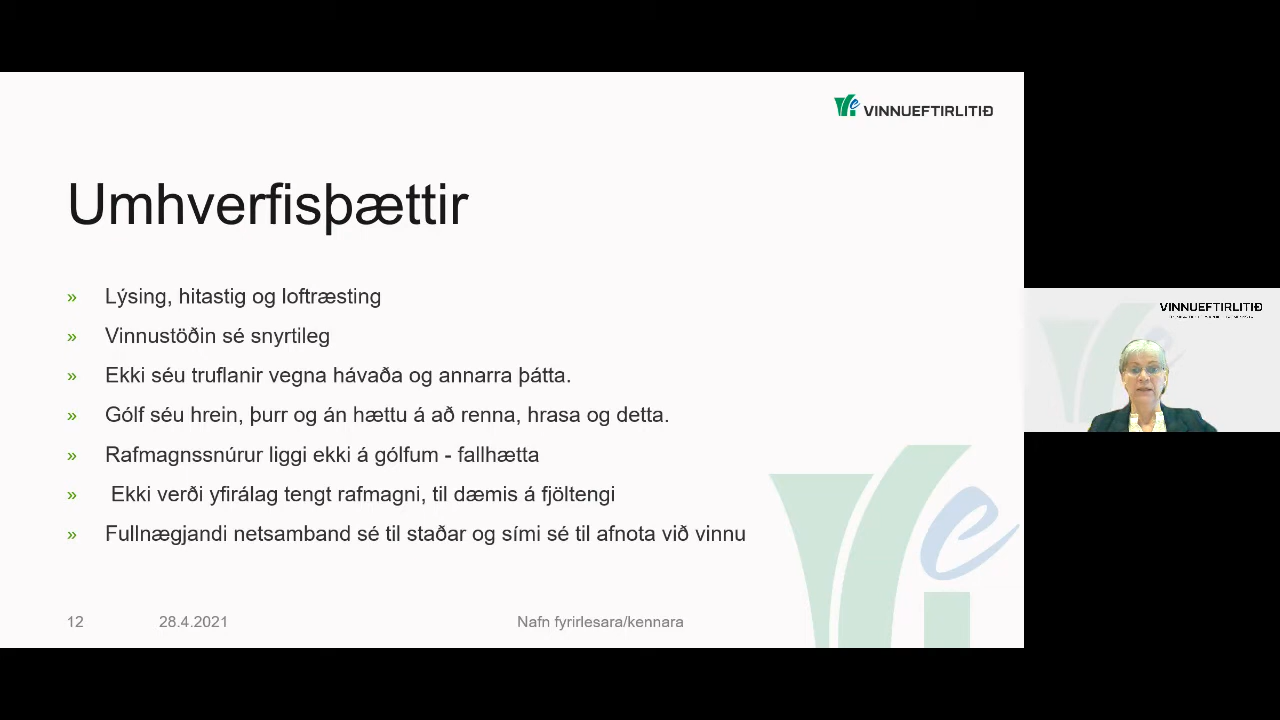 VINNUEFTIRLITIÐ
Umhverfisþættir
» Lýsing, hitastig og loftræsting
» Vinnustöðin sé snyrtileg
» Ekki séu truflanir vegna hávaða og annarra þátta.
» Gólf séu hrein, þurr og án hættu á að renna, hrasa og detta.
» Rafmagnssnúrur liggi ekki á gólfum - fallhætta
» Ekki verði yfirálag tengt rafmagni, til dæmis á fjöltengi
» Fullnægjandi netsamband sé til staðar og sími sé til afnota við vinnu
12 28.4.2021 Nafn fyrirlesara/kennara
VINNUEFTIRLITIÐ